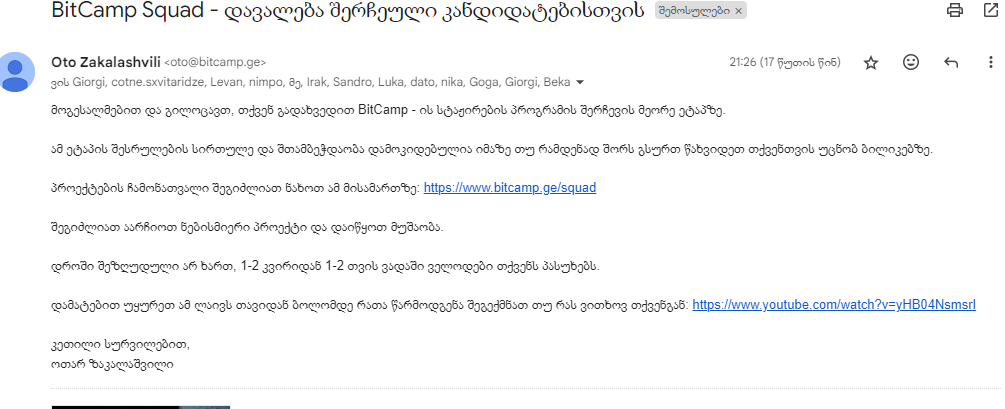 BitCamp Squad - დავალება შერჩეული კანდიდატებისთვის შემოსულები ×
Oto Zakalashvili <oto@bitcamp.ge> 21:26 (17 წუთის წინ)
ვის Giorgi, cotne.sxvitaridze, Levan, nimpo, მე, Irak, Sandro, Luka, dato, nika, Goga, Giorgi, Beka
მოგესალმებით და გილოცავთ, თქვენ გადახვედით BitCamp - ის სტაჟირების პროგრამის შერჩევის მეორე ეტაპზე.
ამ ეტაპის შესრულების სირთულე და შთამბეჭდაობა დამოკიდებულია იმაზე თუ რამდენად შორს გსურთ წახვიდეთ თქვენთვის უცნობ ბილიკებზე.
პროექტების ჩამონათვალი შეგიძლიათ ნახოთ ამ მისამართზე: https://www.bitcamp.ge/squad
შეგიძლიათ აარჩიოთ ნებისმიერი პროექტი და დაიწყოთ მუშაობა.
დროში შეზღუდული არ ხართ, 1-2 კვირიდან 1-2 თვის ვადაში ველოდები თქვენს პასუხებს.
დამატებით უყურეთ ამ ლაივს თავიდან ბოლომდე რათა წარმოდგენა შეგექმნათ თუ რას ვითხოვ თქვენგან: https://www.youtube.com/watch?v=yHB04NsmsrI
კეთილი სურვილებით,
ოთარ ზაკალაშვილი